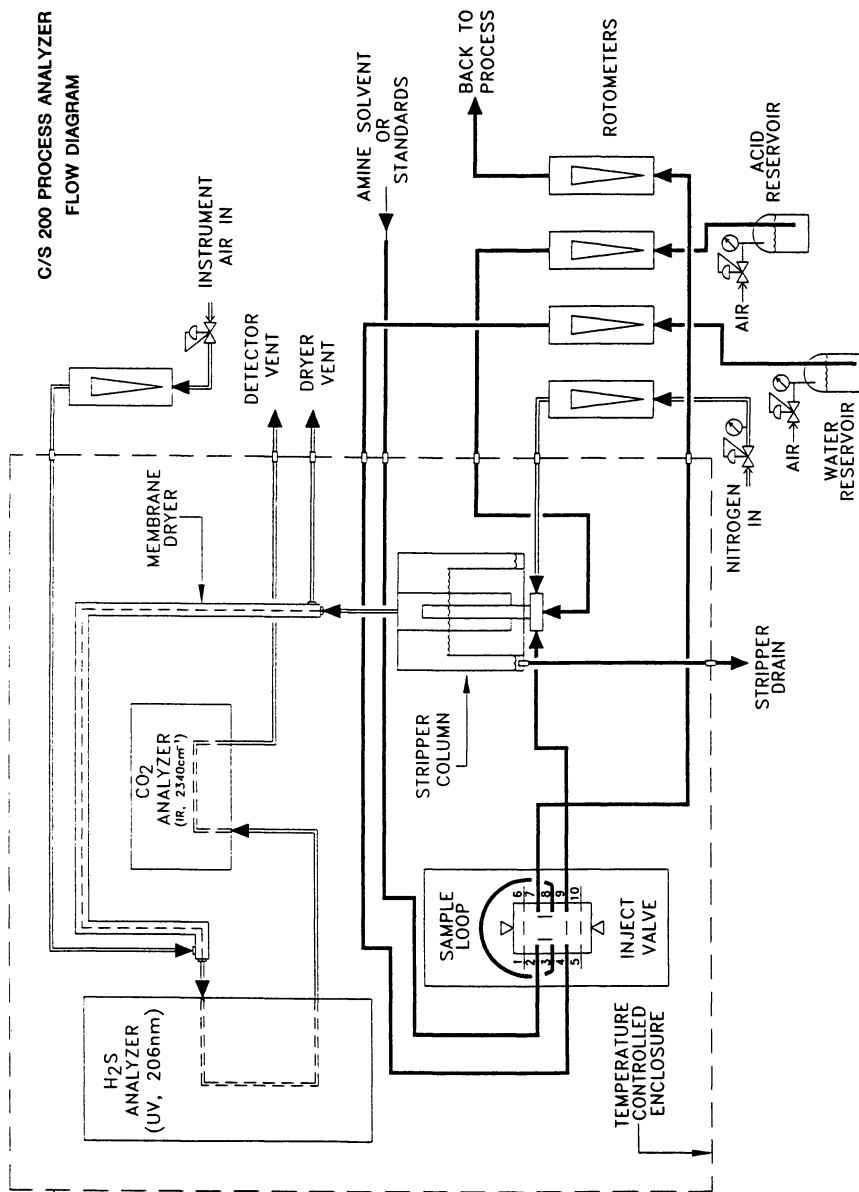 C/S 200 PROCESS ANALYZER
FLOW DIAGRAM
INSTRUMENT
AIR IN
DETECTOR
VENT
DRYER
VENT
AMINE SOLVENT
OR
STANDARDS
BACK TO
PROCESS
ROTOMETERS
ACID
RESERVOIR
AIR
WATER
RESERVOIR
AIR
NITROGEN
IN
MEMBRANE
DRYER
CO2
ANALYZER
(IR, 2340cm-1)
H2S
ANALYZER
(UV, 206nm)
STRIPPER
COLUMN
STRIPPER
DRAIN
SAMPLE
LOOP
1 6
2 7
3 8
4 9
5 10
INJECT
VALVE
TEMPERATURE
CONTROLLED
ENCLOSURE